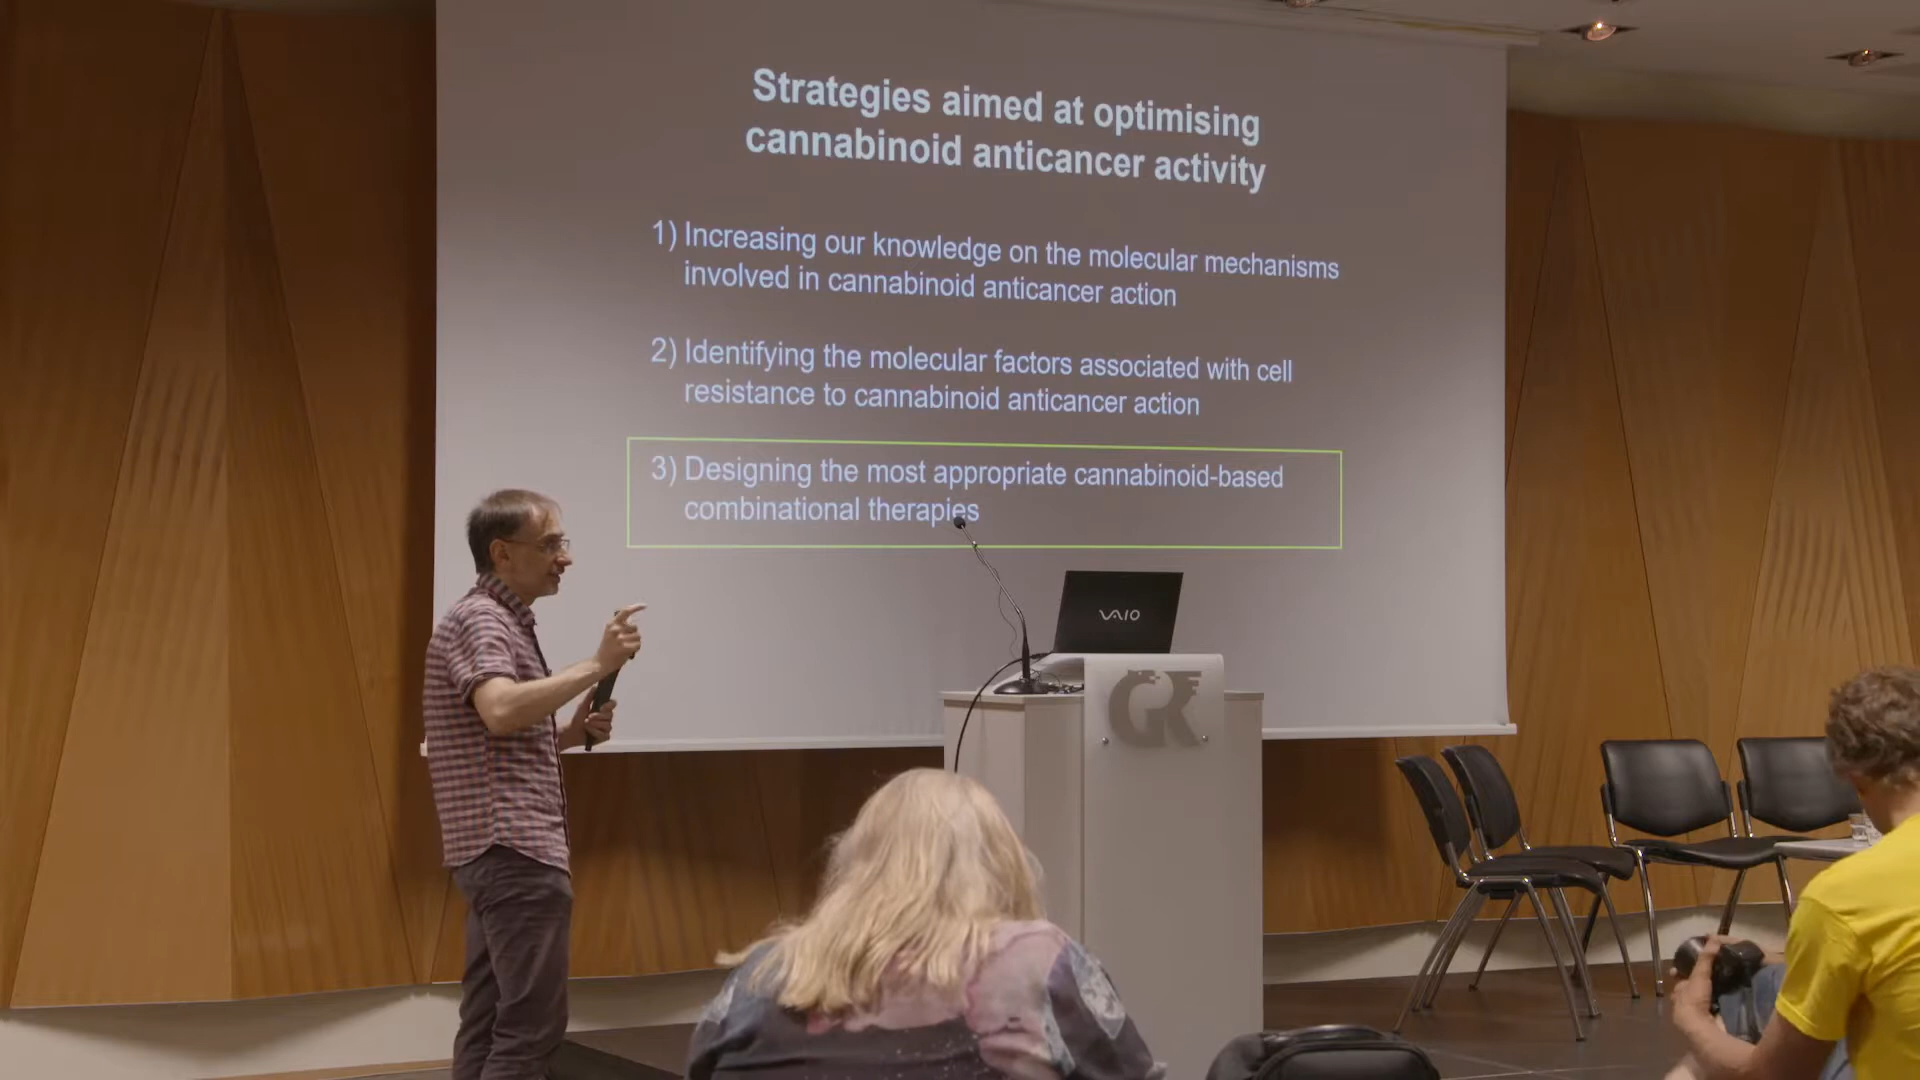 Strategies aimed at optimising
cannabinoid anticancer activity
1) Increasing our knowledge on the molecular mechanisms
involved in cannabinoid anticancer action
2) Identifying the molecular factors associated with cell
resistance to cannabinoid anticancer action
3) Designing the most appropriate cannabinoid-based
combinational therapies
VAIO
GR